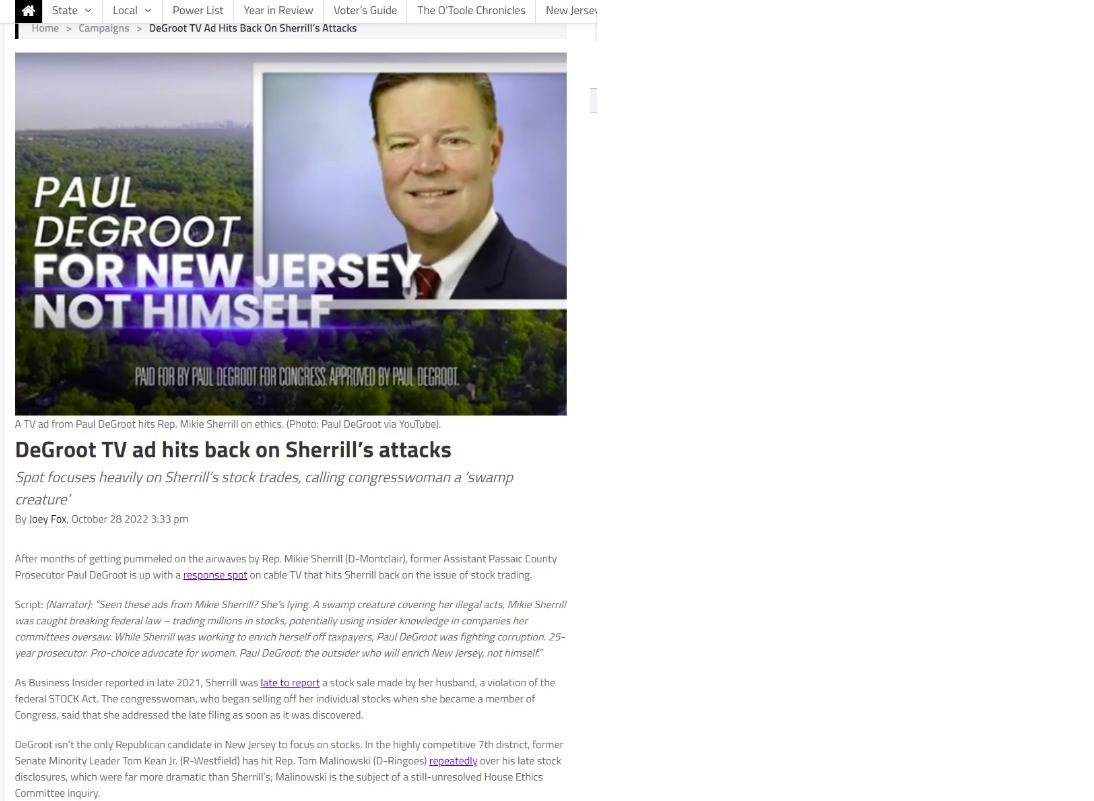 State
Local
Power List
Year in Review
Voter's Guide
The O'Toole Chronicles
New Jersey
Home > Campaigns > DeGroot TV Ad Hits Back On Sherrill's Attacks
PAUL
DEGROOT
FOR NEW JERSEY
NOT HIMSELF
PAID FOR BY PAUL DEGROOT FOR CONGRESS. APPROVED BY PAUL DEGROOT.
A TV ad from Paul DeGroot hits Rep. Mikie Sherrill on ethics. (Photo: Paul DeGroot via YouTube).
DeGroot TV ad hits back on Sherrill's attacks
Spot focuses heavily on Sherrill's stock trades, calling congresswoman a 'swamp
creature'
By Joey Fox, October 28 2022 3:33 pm
After months of getting pummeled on the airwaves by Rep. Mikie Sherrill (D-Montclair), former Assistant Passaic County
Prosecutor Paul DeGroot is up with a response spot on cable TV that hits Sherrill back on the issue of stock trading.
Script: (Narrator): "Seen these ads from Mikie Sherrill? She's lying. A swamp creature covering her illegal acts, Mikie Sherrill
was caught breaking federal law – trading millions in stocks, potentially using insider knowledge in companies her
committees oversaw. While Sherrill was working to enrich herself off taxpayers, Paul DeGroot was fighting corruption. 25-
year prosecutor. Pro-choice advocate for women. Paul DeGroot: the outsider who will enrich New Jersey, not himself."
As Business Insider reported in late 2021, Sherrill was late to report a stock sale made by her husband, a violation of the
federal STOCK Act. The congresswoman, who began selling off her individual stocks when she became a member of
Congress, said that she addressed the late filing as soon as it was discovered.
DeGroot isn't the only Republican candidate in New Jersey to focus on stocks. In the highly competitive 7th district, former
Senate Minority Leader Tom Kean Jr. (R-Westfield) has hit Rep. Tom Malinowski (D-Ringoes) repeatedly over his late stock
disclosures, which were far more dramatic than Sherrill's; Malinowski is the subject of a still-unresolved House Ethics
Committee inquiry.